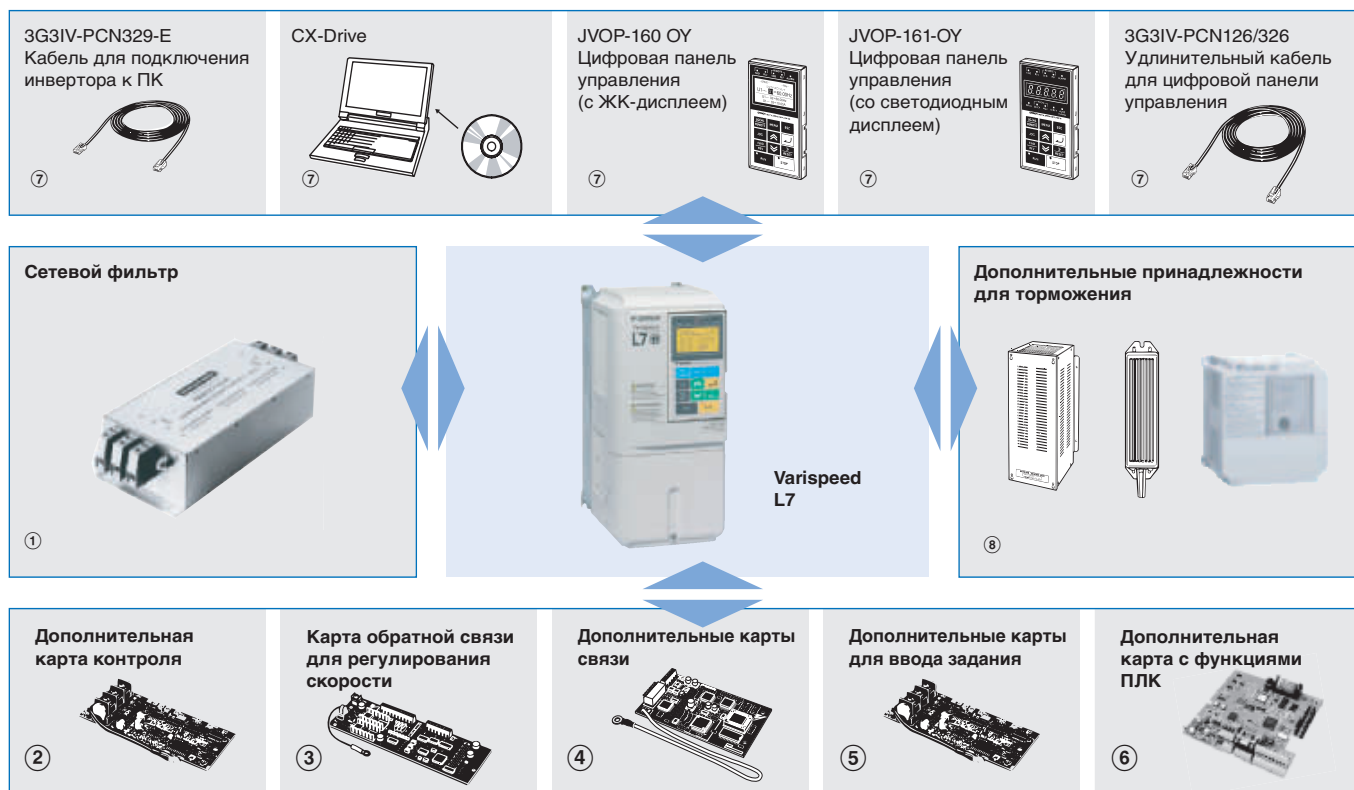 3G3IV-PCN329-E
Кабель для подключения
инвертора к ПК
⑦
CX-Drive
⑦
JVOP-160 OY
Цифровая панель
управления
(с ЖК-дисплеем)
⑦
JVOP-161-OY
Цифровая панель
управления
(со светодиодным
дисплеем)
⑦
3G3IV-PCN126/326
Удлинительный кабель
для цифровой панели
управления
⑦
Сетевой фильтр
①
L7
Varispeed
L7
Дополнительные принадлежности
для торможения
⑧
Дополнительная
карта контроля
②
Карта обратной связи
для регулирования
скорости
③
Дополнительные карты
связи
④
Дополнительные карты
для ввода задания
⑤
Дополнительная
карта с функциями
ПЛК
⑥